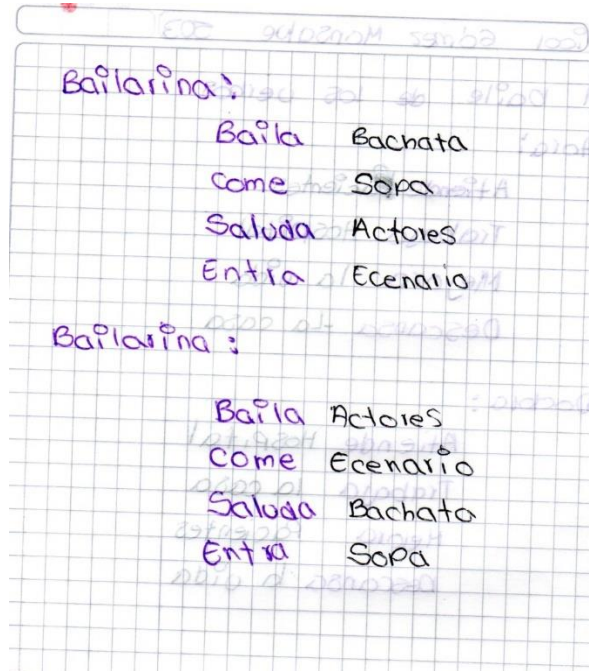 Bailarina:
Baila Bachata
Come Sopa
Saluda Actores
Entra Ecenario
Bailarina:
Baila Actores
Come Ecenario
Saluda Bachata
Entra Sopa